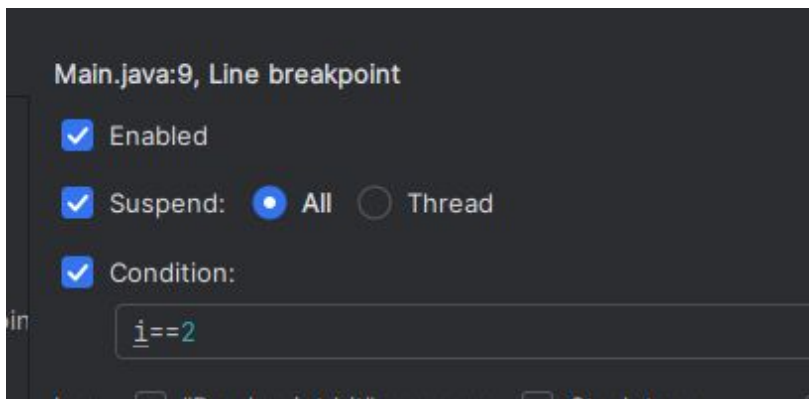 Main.java:9, Line breakpoint
Enabled
Suspend: All Thread
Condition:
i==2